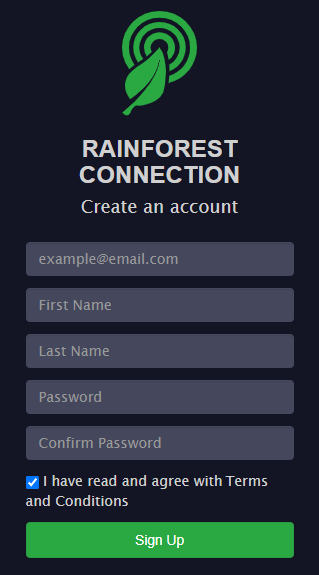 RAINFOREST
CONNECTION
Create an account
example@email.com
First Name
Last Name
Password
Confirm Password
I have read and agree with Terms
and Conditions
Sign Up